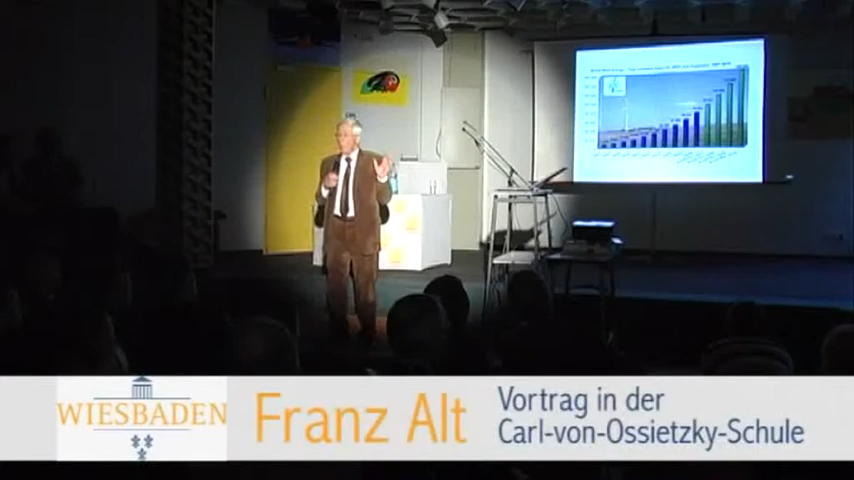 WIESBADEN
Franz Alt
Vortrag in der
Carl-von-Ossietzky-Schule